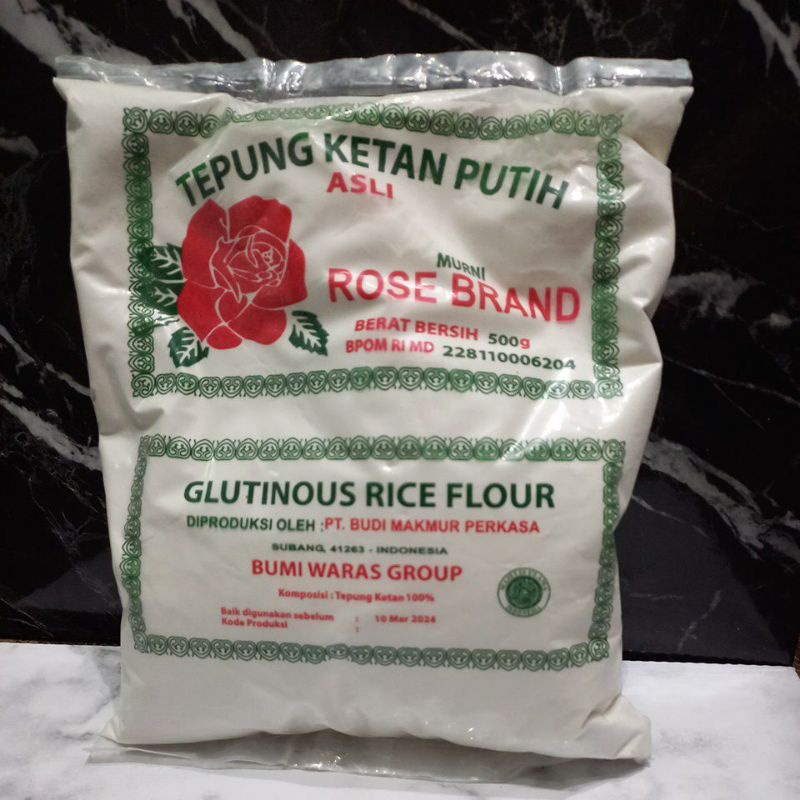 TEPUNG KETAN PUTIH
ASLI
MURNI
ROSE BRAND
BERAT BERSIH 500g
BPOM RI MD 228110006204
GLUTINOUS RICE FLOUR
DIPRODUKSI OLEH :PT. BUDI MAKMUR PERKASA
SUBANG, 41263 - INDONESIA
BUMI WARAS GROUP
Komposisi : Tepung Ketan 100%
Baik digunakan sebelum : 10 Mar 2024
Kode Produksi :